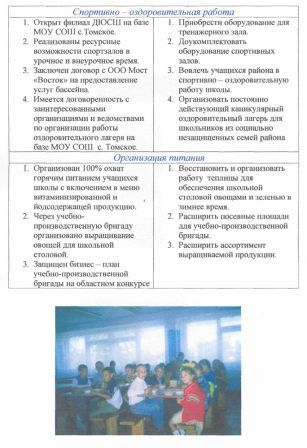 Спортивно – оздоровительная работа
1. Открыт филиал ДЮСШ на базе
МОУ СОШ с.Томское.
2. Реализованы ресурсные
возможности спортзалов в
урочное и внеурочное время.
3. Заключен договор с ООО Мост
«Восток» на предоставление
услуг бассейна.
4. Имеется договоренность с
заинтересованными
организациями и ведомствами
по организации работы
оздоровительного лагеря на
базе МОУ СОШ с. Томское.
1. Приобрести оборудование для
тренажерного зала.
2. Доукомплектовать
оборудование спортивных
залов.
3. Вовлечь учащихся района в
спортивно – оздоровительную
работу школы.
4. Организовать постоянно
действующий каникулярный
оздоровительный лагерь для
школьников из социально
незащищенных семей района
Организация питания
1. Организован 100% охват
горячим питанием учащихся
школы с включением в меню
витаминизированной и
йодсодержащей продукцию.
2. Через учебно-
производственную бригаду
организовано выращивание
овощей для школьной
столовой.
3. Защищен бизнес – план
учебно-производственной
бригады на областном конкурсе
1. Восстановить и организовать
работу теплицы для
обеспечения школьной
столовой овощами и зеленью в
зимнее время.
2. Расширить посевные площади
для учебно-производственной
бригады.
3. Расширить ассортимент
выращиваемой продукции.